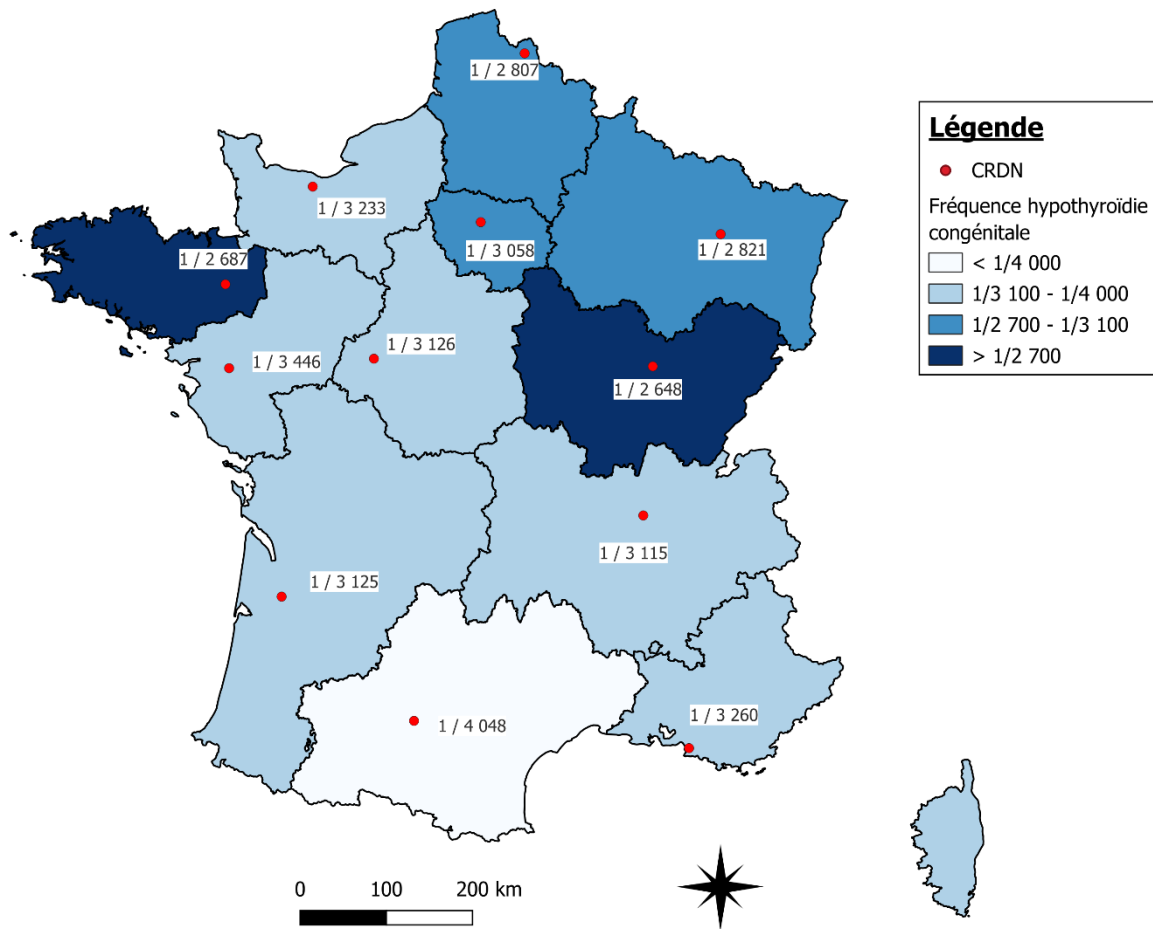 1 / 2 807
1 / 3 233
1 / 3 058
1 / 2 821
1 / 2 687
1 / 3 446
1 / 3 126
1 / 2 648
1 / 3 115
1 / 3 125
1 / 4 048
1 / 3 260
Légende
CRDN
Fréquence hypothyroïdie
congénitale
< 1/4 000
1/3 100 - 1/4 000
1/2 700 - 1/3 100
> 1/2 700
0 100 200 km